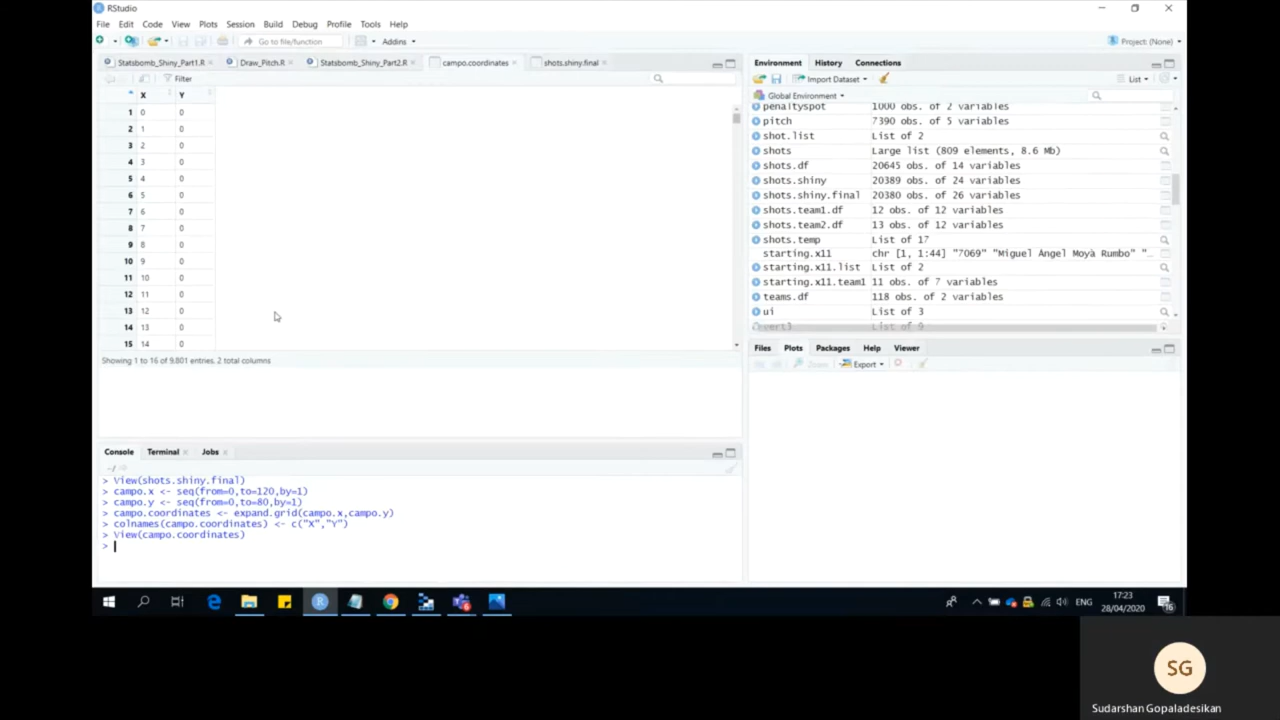 RStudio
File Edit Code View Plots Session Build Debug Profile Tools Help
Go to file/function Addins Project: (None)
Statsbomb_Shiny_Part1.R Draw_Pitch.R Statsbomb_Shiny_Part2.R campo.coordinates shots.shiny.final
Filter
X Y
1 0 0
2 1 0
3 2 0
4 3 0
5 4 0
6 5 0
7 6 0
8 7 0
9 8 0
10 9 0
11 10 0
12 11 0
13 12 0
14 13 0
15 14 0
Showing 1 to 16 of 9,801 entries, 2 total columns
Console Terminal Jobs
~/
> View(shots.shiny.final)
> campo.x <- seq(from=0,to=120,by=1)
> campo.y <- seq(from=0,to=80,by=1)
> campo.coordinates <- expand.grid(campo.x,campo.y)
> colnames(campo.coordinates) <- c("X","Y")
> View(campo.coordinates)
>
Environment History Connections
Import Dataset List
Global Environment
penaltyspot 1000 obs. of 2 variables
pitch 7390 obs. of 5 variables
shot.list List of 2
shots Large list (809 elements, 8.6 Mb)
shots.df 20645 obs. of 14 variables
shots.shiny 20389 obs. of 24 variables
shots.shiny.final 20380 obs. of 26 variables
shots.team1.df 12 obs. of 12 variables
shots.team2.df 13 obs. of 12 variables
shots.temp List of 17
starting.x11 chr [1, 1:44] "7069" "Miguel Ángel Moyà Rumbo" "…
starting.x11.list List of 2
starting.x11.team1 11 obs. of 7 variables
teams.df 118 obs. of 2 variables
ui List of 3
List of 9
Files Plots Packages Help Viewer
Zoom Export
ENG
17:23
28/04/2020
16
SG
Sudarshan Gopaladesikan